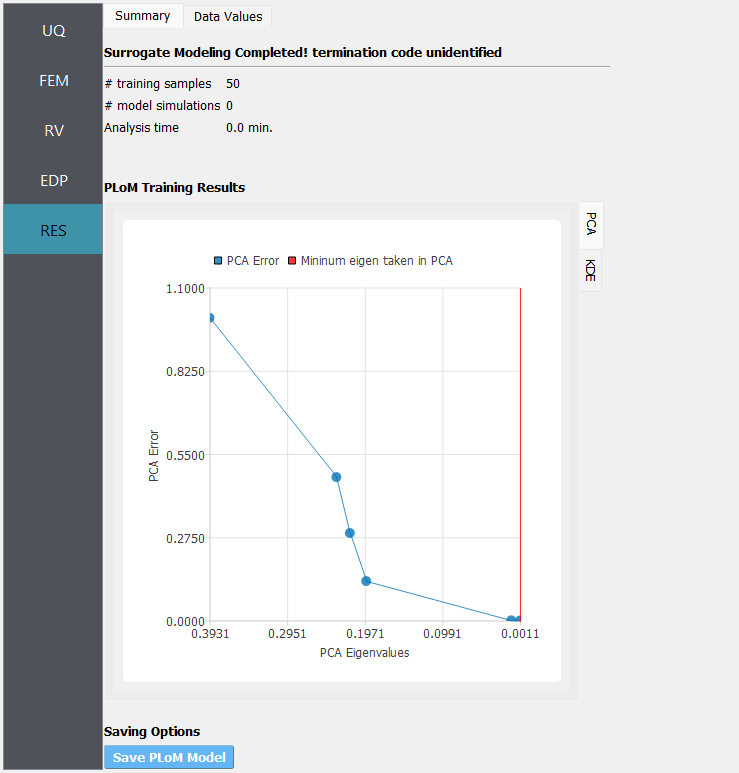 UQ
FEM
RV
EDP
RES
Summary
Data Values
Surrogate Modeling Completed! termination code unidentified
# training samples 50
# model simulations 0
Analysis time 0.0 min.
PLoM Training Results
PCA
KDE
PCA Error
Mininum eigen taken in PCA
1.1000
0.8250
0.5500
0.2750
0.0000
PCA Error
0.3931 0.2951 0.1971 0.0991 0.0011
PCA Eigenvalues
Saving Options
Save PLoM Model